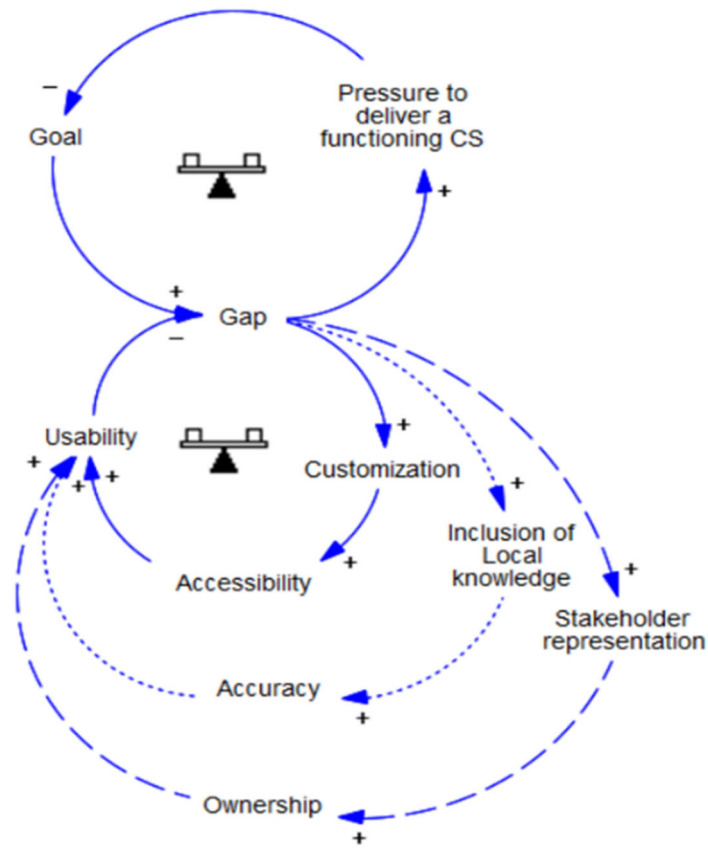 Pressure to
deliver a
functioning CS
–
Goal
+
+
Gap
–
Usability
+
Customization
+
+
+
+
Inclusion of
Local
knowledge
Accessibility
+
+
Stakeholder
representation
Accuracy
+
Ownership
+